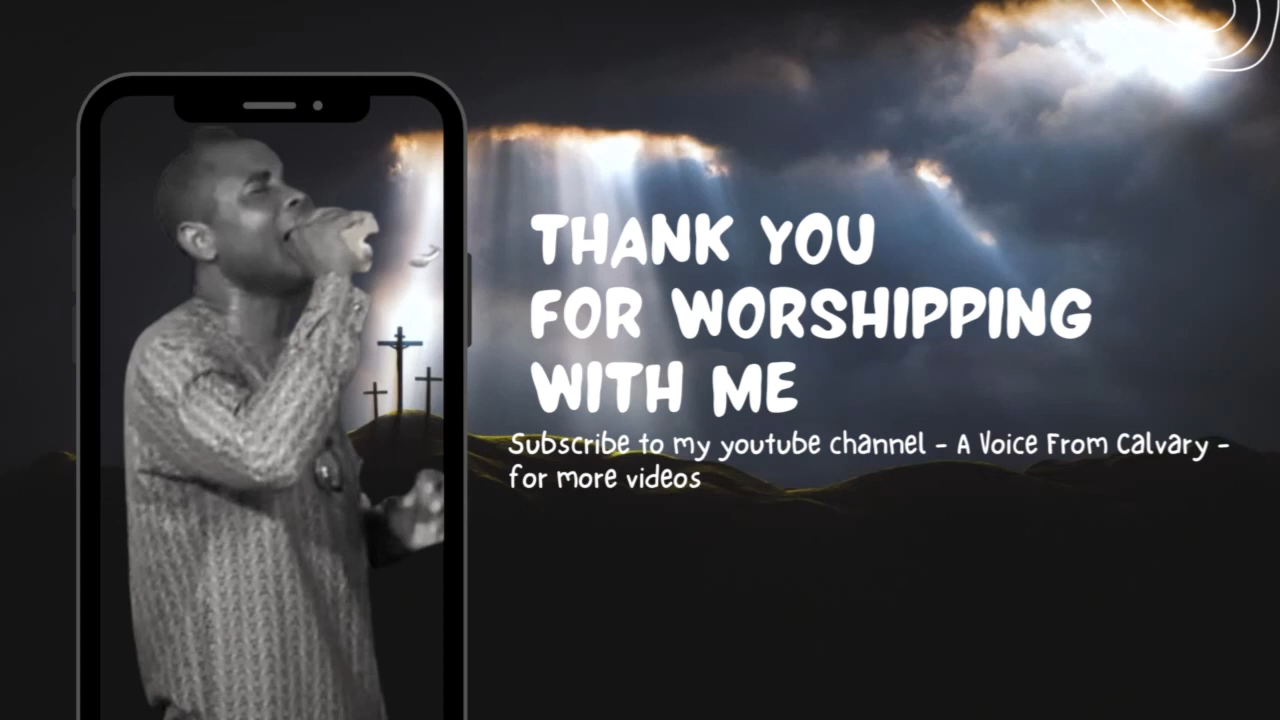 THANK YOU
FOR WORSHIPPING
WITH ME
Subscribe to my youtube channel - A Voice From Calvary -
for more videos